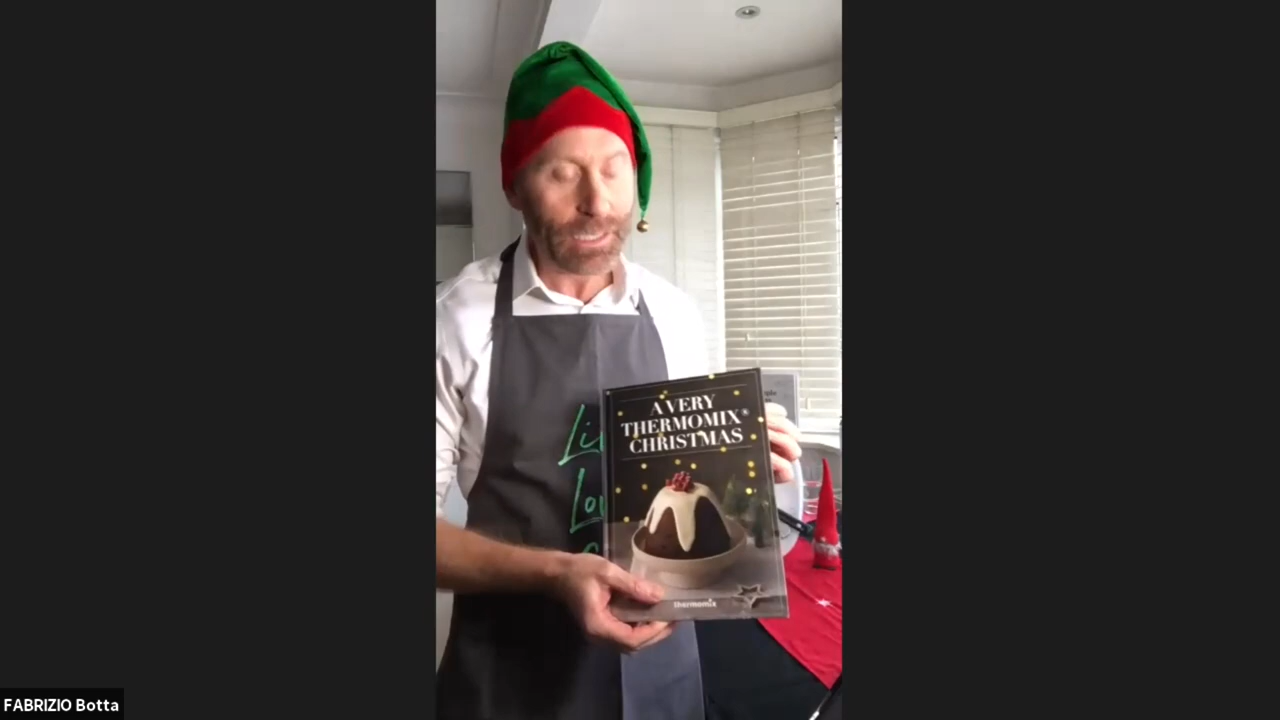 A VERY
THERMOMIX®
CHRISTMAS
thermomix
FABRIZIO Botta